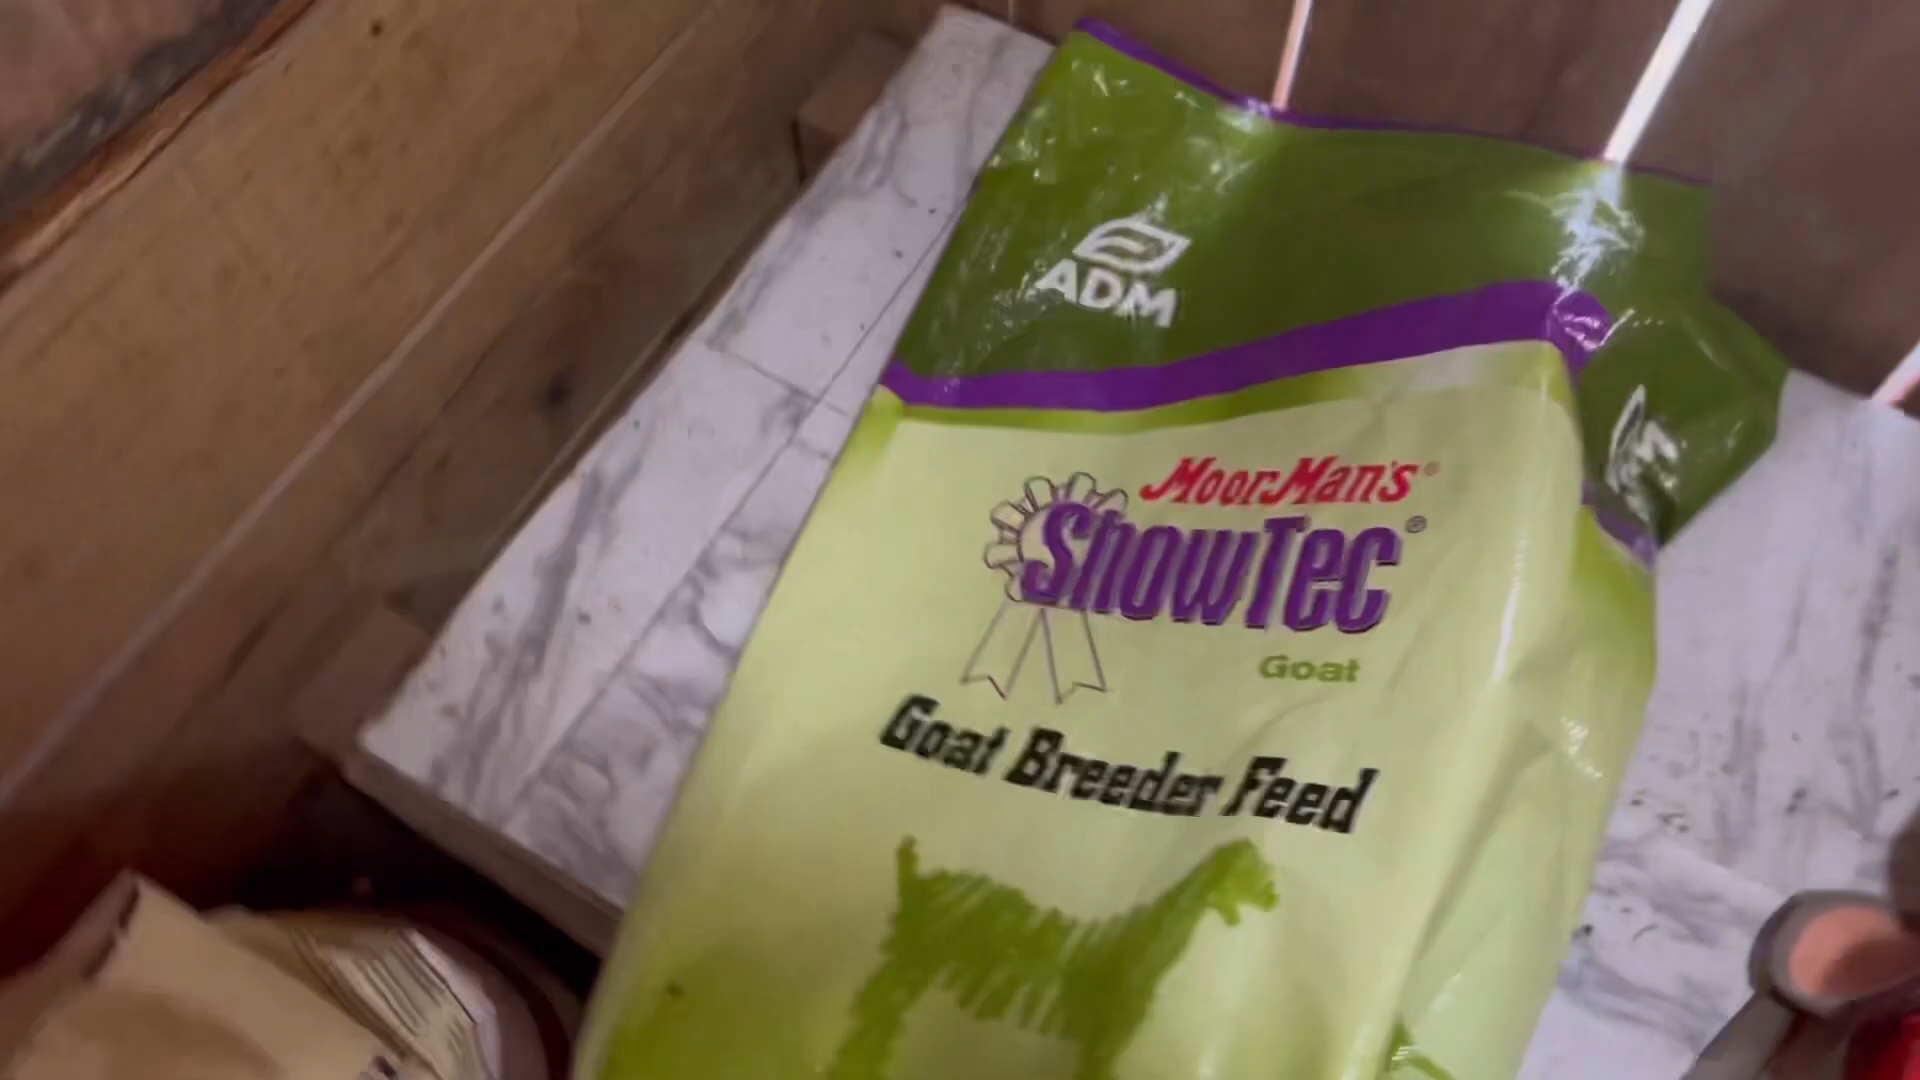 ADM
MoorMan's®
ShowTec®
Goat
Goat Breeder Feed